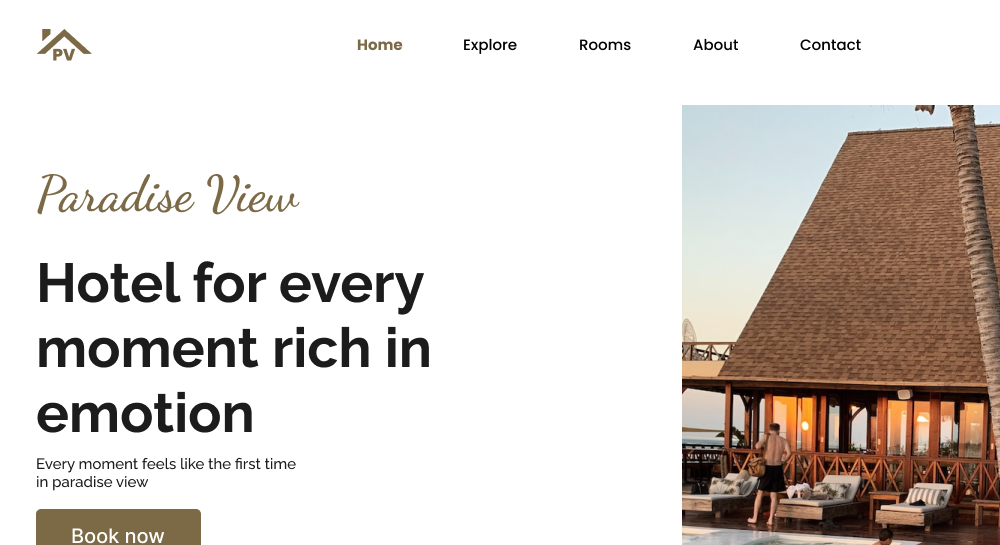 PV
Home
Explore
Rooms
About
Contact
Paradise View
Hotel for every
moment rich in
emotion
Every moment feels like the first time
in paradise view
Book now